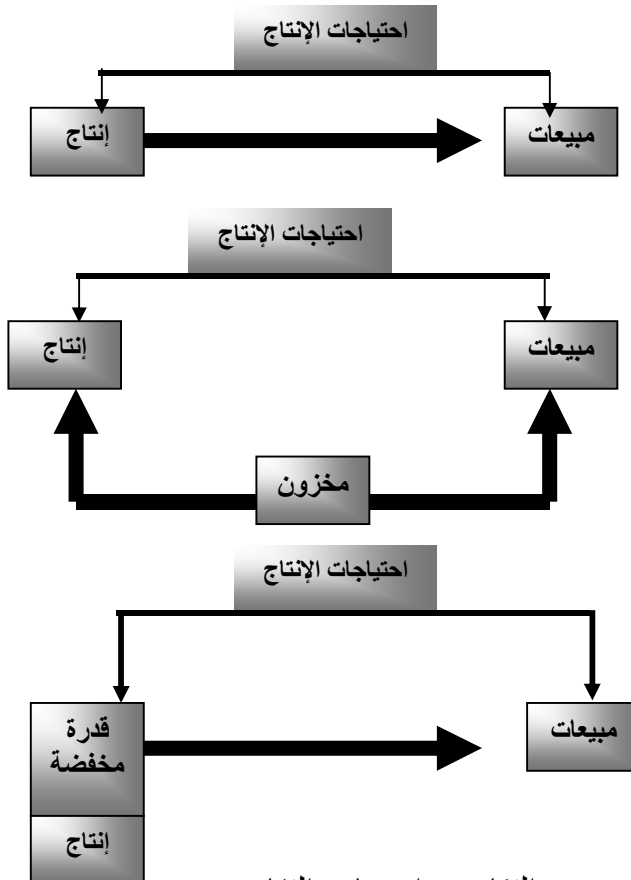 احتياجات الإنتاج
إنتاج
مبيعات
احتياجات الإنتاج
إنتاج
مبيعات
مخزون
احتياجات الإنتاج
قدرة
مخفضة
مبيعات
إنتاج